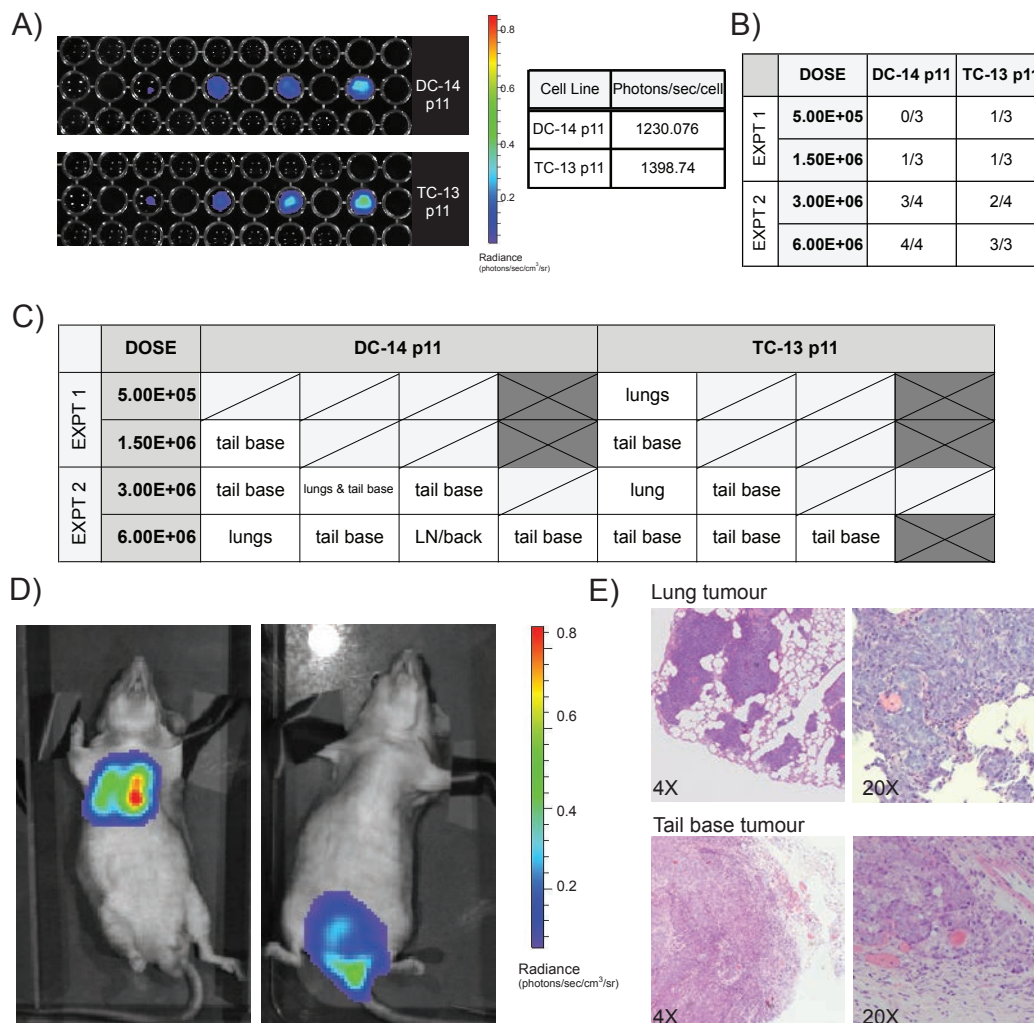 A)
DC-14
p11
TC-13
p11
0.8
0.6
0.4
0.2
Radiance
(photons/sec/cm³/sr)
Cell Line Photons/sec/cell
DC-14 p11 1230.076
TC-13 p11 1398.74
B)
DOSE DC-14 p11 TC-13 p11
EXPT 1
5.00E+05 0/3 1/3
1.50E+06 1/3 1/3
EXPT 2
3.00E+06 3/4 2/4
6.00E+06 4/4 3/3
C)
DOSE DC-14 p11 TC-13 p11
EXPT 1
5.00E+05 lungs
1.50E+06 tail base tail base
EXPT 2
3.00E+06 tail base lungs & tail base tail base lung tail base
6.00E+06 lungs tail base LN/back tail base tail base tail base tail base
D)
0.8
0.6
0.4
0.2
Radiance
(photons/sec/cm³/sr)
E)
Lung tumour
4X
20X
Tail base tumour
4X
20X